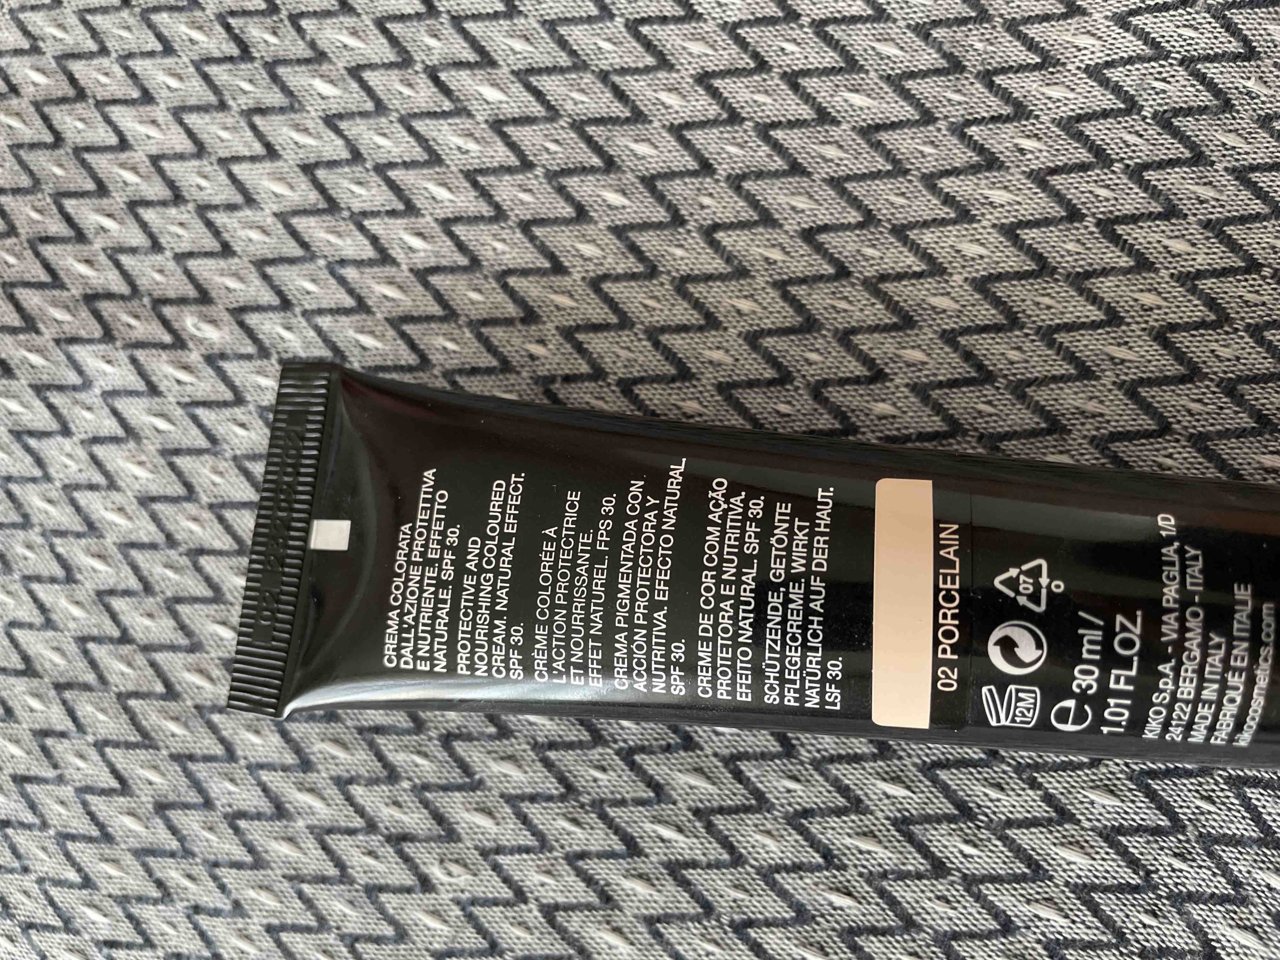 CREMA COLORATA
DALL'AZIONE PROTETTIVA
E NUTRIENTE. EFFETTO
NATURALE. SPF 30.
PROTECTIVE AND
NOURISHING COLOURED
CREAM. NATURAL EFFECT.
SPF 30.
CRÈME COLORÉE À
L'ACTION PROTECTRICE
ET NOURRISSANTE.
EFFET NATUREL. FPS 30.
CREMA PIGMENTADA CON
ACCIÓN PROTECTORA Y
NUTRITIVA. EFECTO NATURAL
SPF 30.
CREME DE COR COM AÇÃO
PROTETORA E NUTRITIVA.
EFEITO NATURAL. SPF 30.
SCHÜTZENDE, GETÖNTE
PFLEGECREME. WIRKT
NATÜRLICH AUF DER HAUT.
LSF 30.
02 PORCELAIN
12M
07
O
e 30 ml /
1.01 FL.OZ.
KIKO S.p.A. - VIA PAGLIA, 1/D
24122 BERGAMO - ITALY
MADE IN ITALY
FABRIQUÉ EN ITALIE
kikocosmetics.com